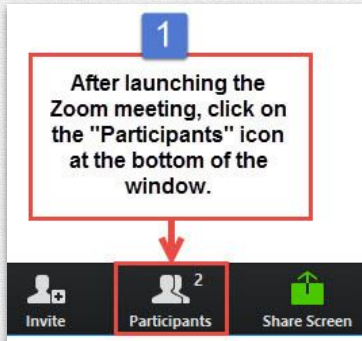 1
After launching the
Zoom meeting, click on
the "Participants" icon
at the bottom of the
window.
2
Invite
Participants
Share Screen